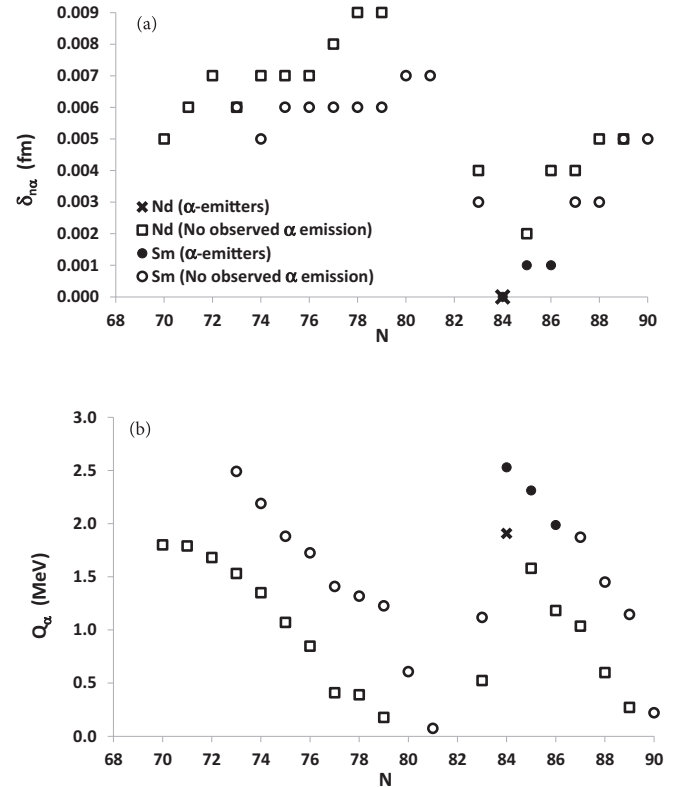 (a)
0.009
0.008
0.007
0.006
0.005
0.004
0.003
0.002
0.001
0.000
δnα (fm)
Nd (α-emitters)
Nd (No observed α emission)
Sm (α-emitters)
Sm (No observed α emission)
68 70 72 74 76 78 80 82 84 86 88 90
N
(b)
3.0
2.5
2.0
1.5
1.0
0.5
0.0
Qα (MeV)
68 70 72 74 76 78 80 82 84 86 88 90
N